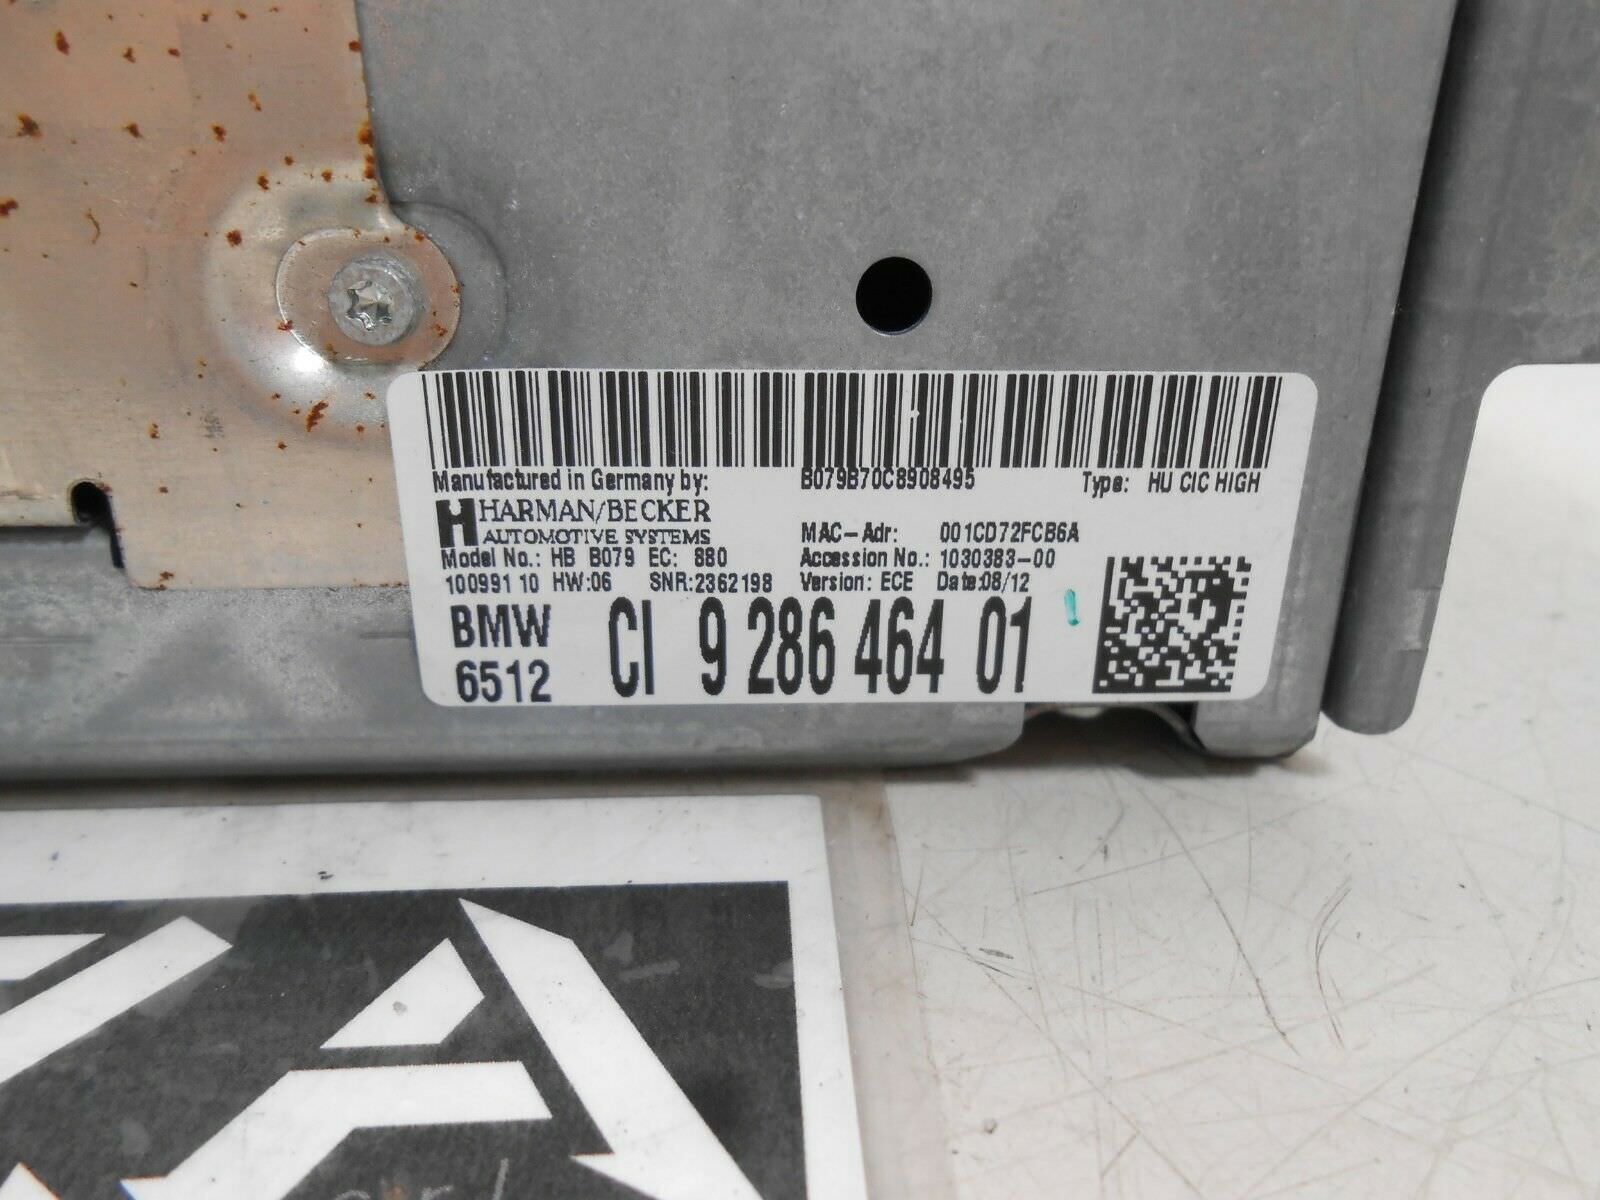 Manufactured in Germany by: B079B70C8908495 Type: HU CIC HIGH
HARMAN/BECKER
AUTOMOTIVE SYSTEMS MAC-Adr: 001CD72FCB6A
Model No.: HB B079 EC: 880 Accession No.: 1030383-00
100991 10 HW:06 SNR:2362198 Version: ECE Date:08/12
BMW CI 9 286 464 01
6512